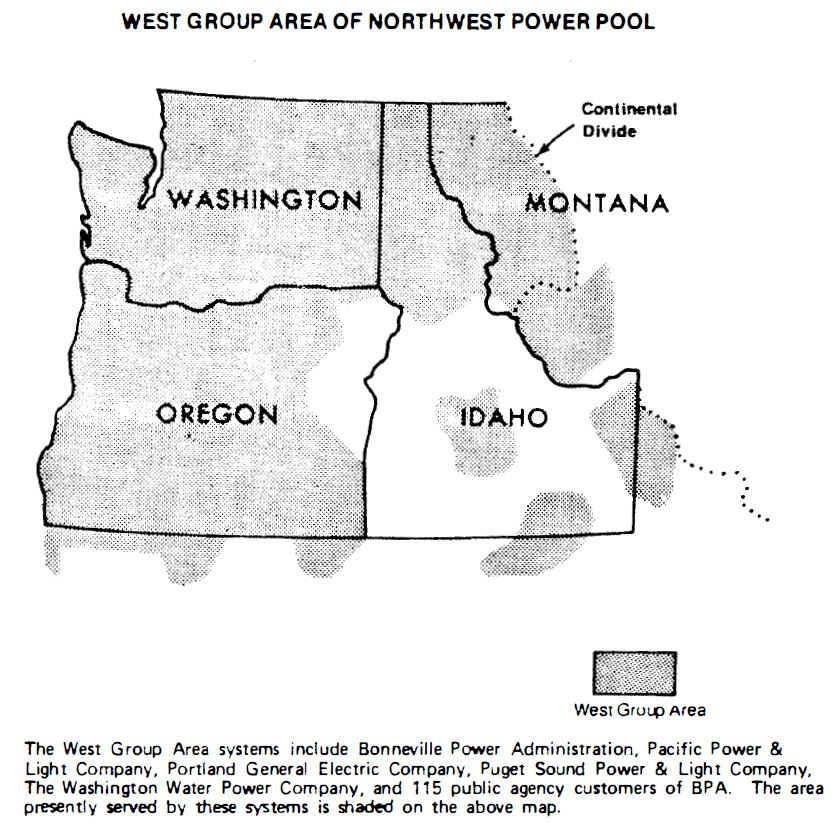 WEST GROUP AREA OF NORTHWEST POWER POOL
Continental
Divide
WASHINGTON
MONTANA
OREGON
IDAHO
West Group Area
The West Group Area systems include Bonneville Power Administration, Pacific Power &
Light Company, Portland General Electric Company, Puget Sound Power & Light Company,
The Washington Water Power Company, and 115 public agency customers of BPA. The area
presently served by these systems is shaded on the above map.